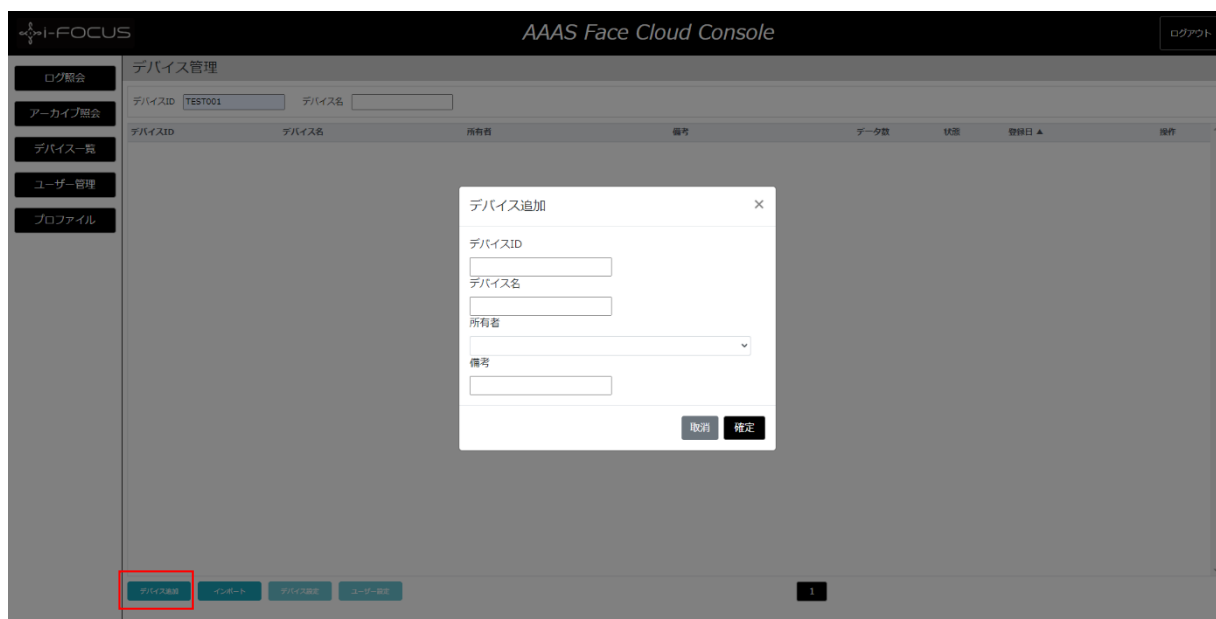 i-FOCUS
AAAS Face Cloud Console
ログアウト
ログ照会
アーカイブ照会
デバイス一覧
ユーザー管理
プロファイル
デバイス管理
デバイスID TEST001 デバイス名
デバイスID デバイス名 所有者 備考 データ数 状態 登録日 ▲ 操作
デバイス追加 ×
デバイスID
デバイス名
所有者
備考
取消 確定
デバイス追加 インポート デバイス設定 ユーザー設定 1